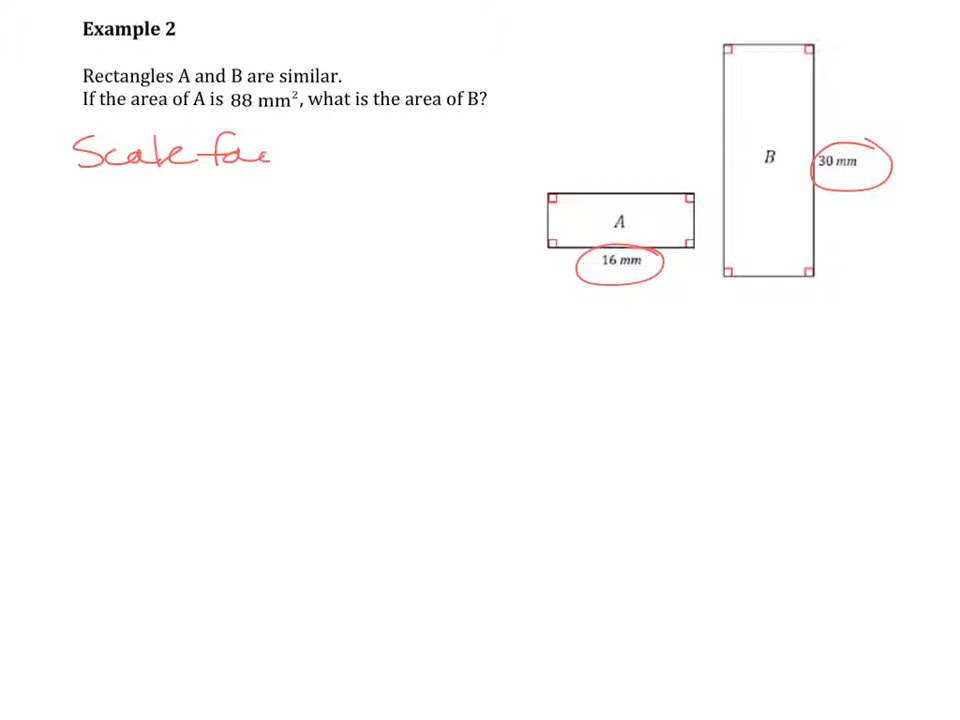 Example 2
Rectangles A and B are similar.
If the area of A is 88 mm², what is the area of B?
Scale fac
B
30 mm
A
16 mm